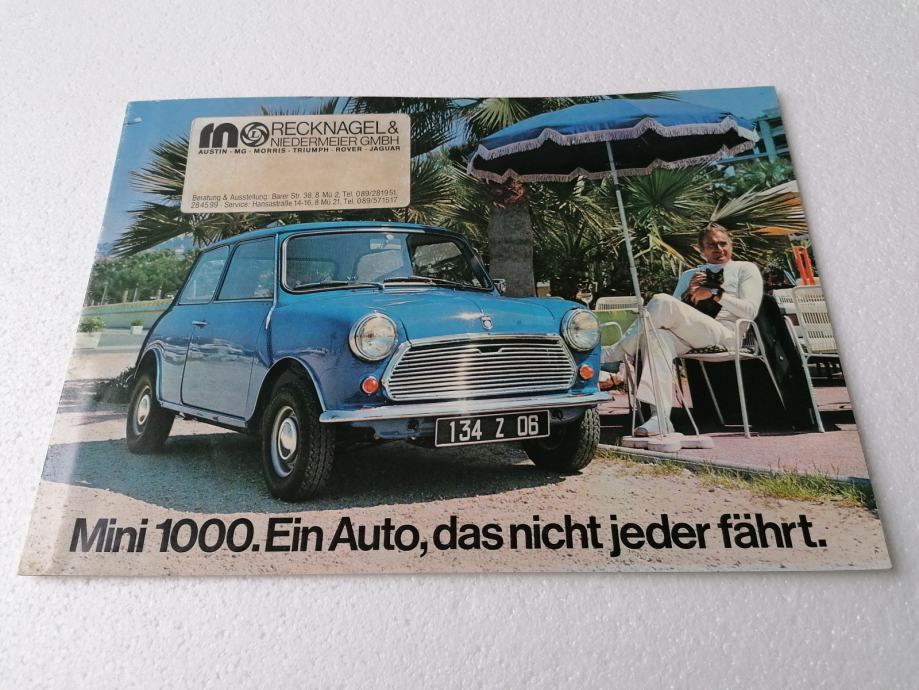 RECKNAGEL &
NIEDERMEIER GMBH
AUSTIN - MG - MORRIS - TRIUMPH - ROVER - JAGUAR
Beratung & Ausstellung: Barer Str. 38, 8 Mü 2, Tel. 089/281951,
284599 · Service: Hansastraße 14-16, 8 Mü 21, Tel. 089/571517
134 Z 06
Mini 1000. Ein Auto, das nicht jeder fährt.